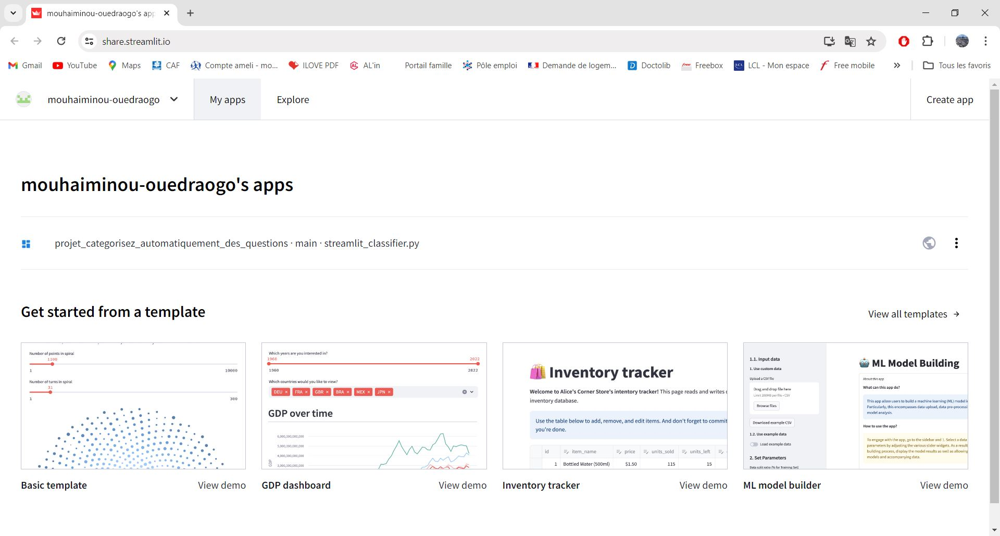 mouhaiminou-ouedraogo's app
share.streamlit.io
Gmail YouTube Maps CAF Compte ameli - mo... ILOVE PDF AL'in Portail famille Pôle emploi Demande de logem... Doctolib Freebox LCL - Mon espace Free mobile Tous les favoris
mouhaiminou-ouedraogo My apps Explore Create app
mouhaiminou-ouedraogo's apps
projet_categorisez_automatiquement_des_questions · main · streamlit_classifier.py
Get started from a template
View all templates →
Number of points in spiral
1100
1 10000
Number of turns in spiral
31
1 300
Basic template View demo
Which years are you interested in?
1960 2022
1960 2022
Which countries would you like to view?
DEU × FRA × GBR × BRA × MEX × JPN ×
GDP over time
6,000,000,000,000
5,000,000,000,000
4,000,000,000,000
3,000,000,000,000
GDP
GDP dashboard View demo
Inventory tracker
Welcome to Alice's Corner Store's intentory tracker! This page reads and writes
inventory database.
Use the table below to add, remove, and edit items. And don't forget to commit
you're done.
id item_name price units_sold units_left
1 Bottled Water (500ml) $1.50 115 15
Inventory tracker View demo
1.1. Input data
1. Use custom data
Upload a CSV file
Drag and drop file here
Limit 200MB per file • CSV
Browse files
Download example CSV
1.2. Use example data
Load example data
2. Set Parameters
Data split ratio (% for Training Set)
ML Model Building
About this app
What can this app do?
This app allow users to build a machine learning (ML) model
Particularly, this encompasses data upload, data pre-processi
model analysis.
How to use the app?
To engage with the app, go to the sidebar and 1. Select a data
parameters by adjusting the various slider widgets. As a result
building process, display the model results as well as allowing
models and accompanying data.
ML model builder View demo